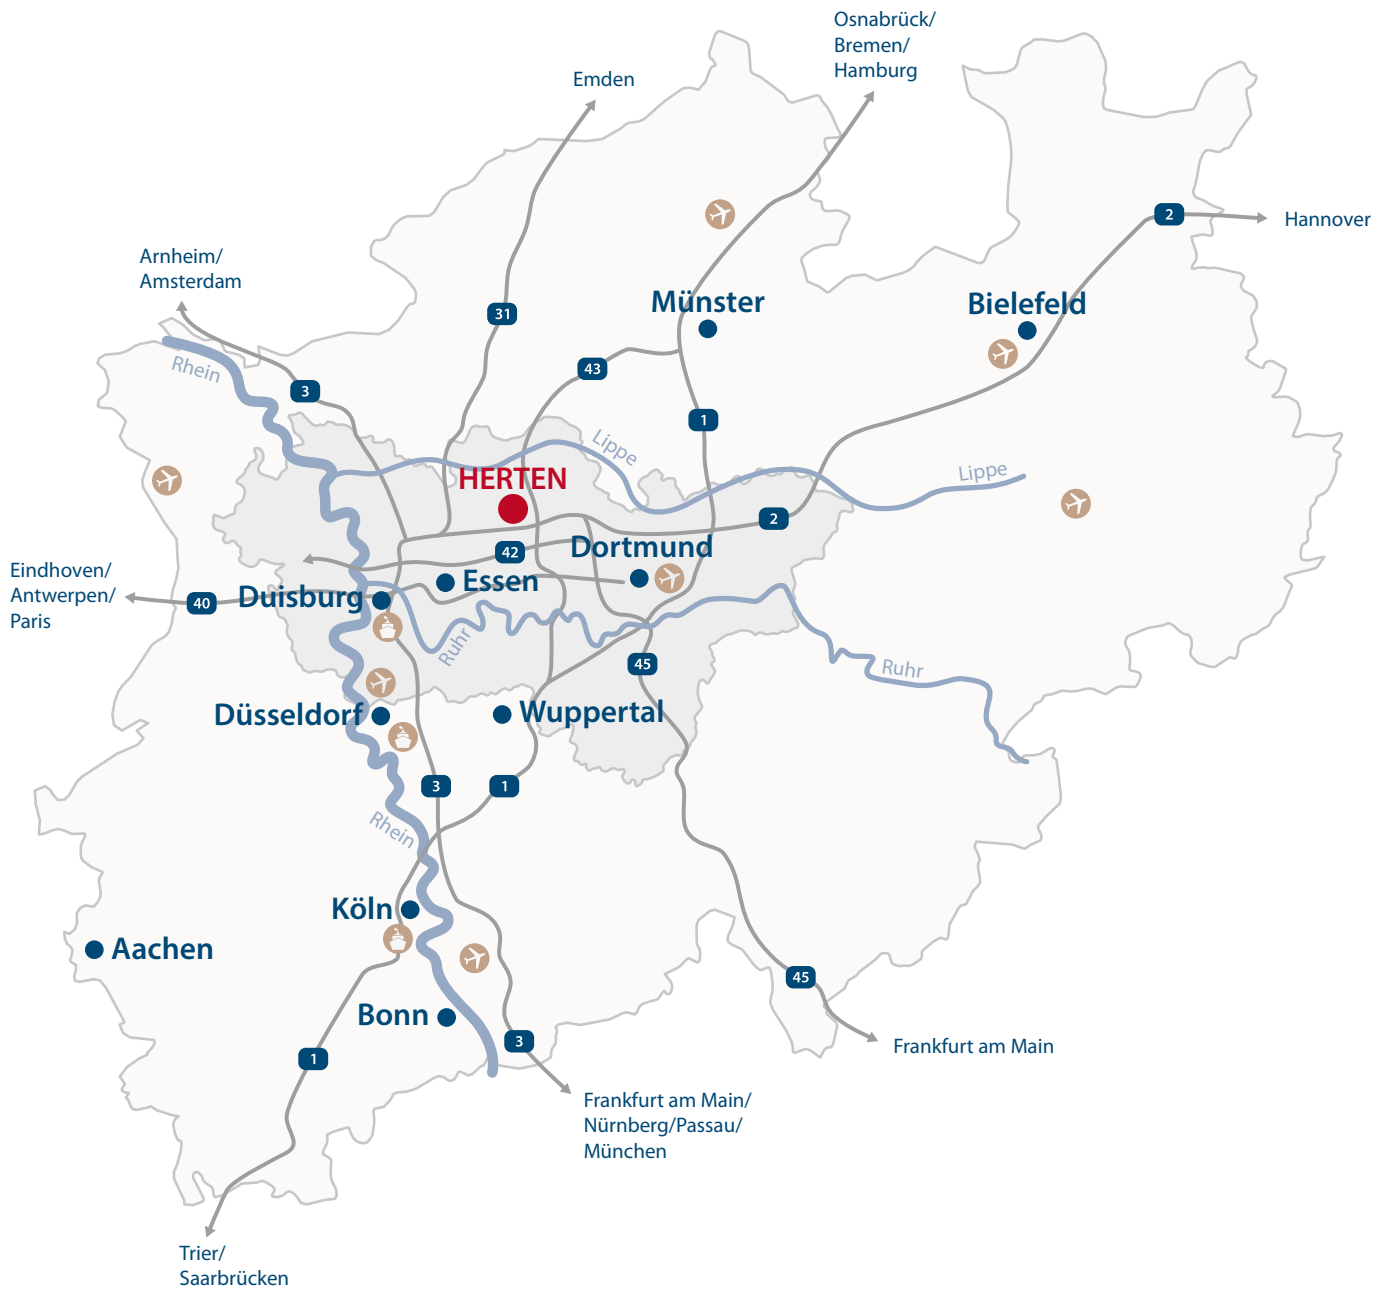 Osnabrück/
Bremen/
Hamburg
Emden
2
Hannover
Arnheim/
Amsterdam
31
Münster
Bielefeld
Rhein
43
3
1
Lippe
Lippe
HERTEN
2
42
Dortmund
Eindhoven/
Antwerpen/
Paris
40
Duisburg
Essen
Ruhr
45
Ruhr
Düsseldorf
Wuppertal
3
1
Rhein
Köln
Aachen
45
Bonn
3
Frankfurt am Main
1
Frankfurt am Main/
Nürnberg/Passau/
München
Trier/
Saarbrücken